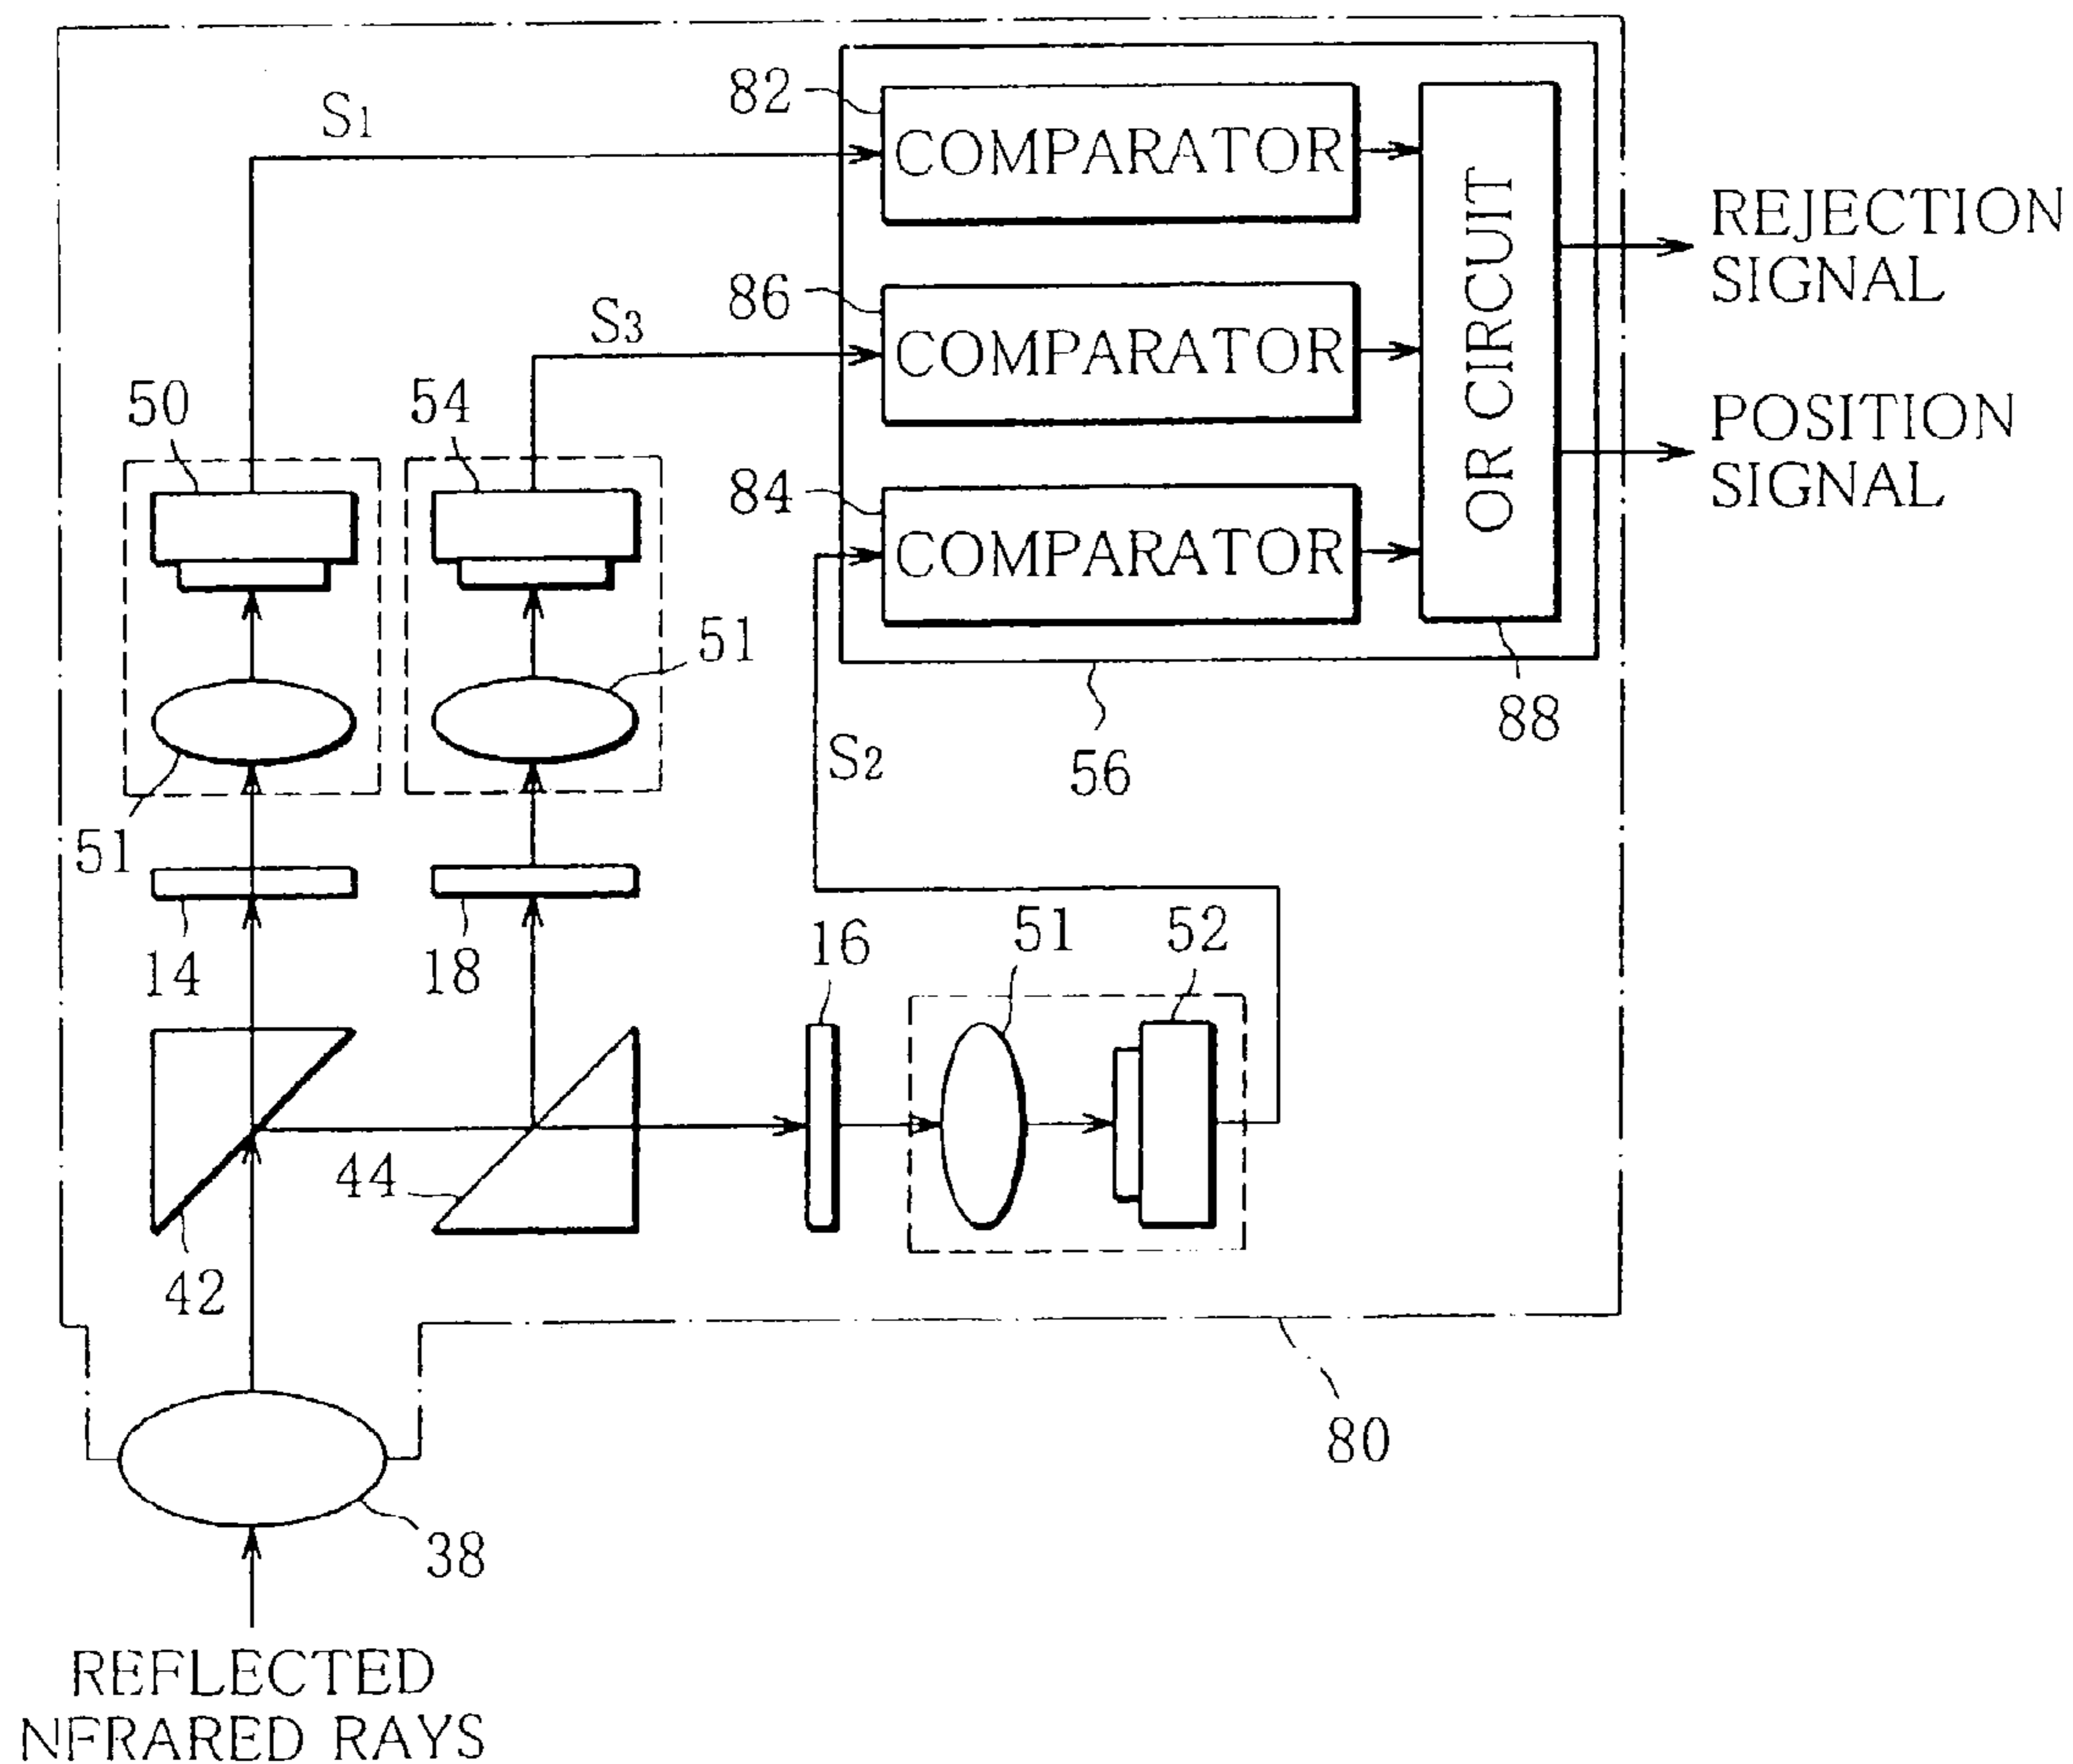 82
S1
COMPARATOR
REJECTION
SIGNAL
86
S3
COMPARATOR
OR CIRCUIT
50
54
POSITION
SIGNAL
84
COMPARATOR
51
88
S2
56
51
14
18
16
51
52
44
42
80
38
REFLECTED
NFRARED RAYS